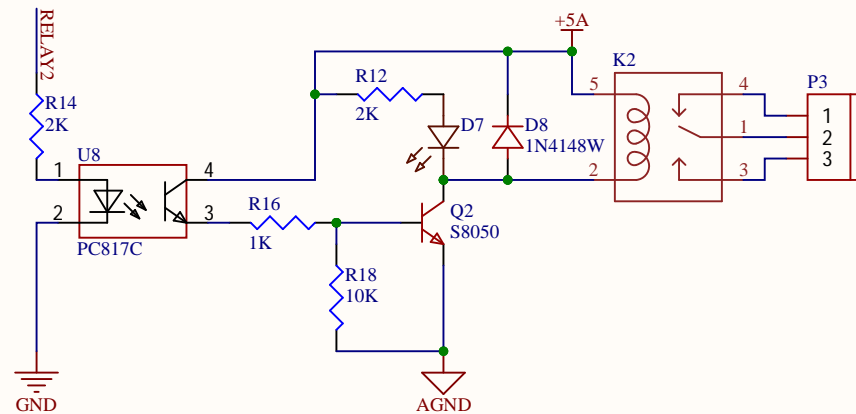 RELAY2
+5A
K2
P3
R14
2K
R12
2K
D7
D8
1N4148W
5
2
4
1
3
1
2
3
U8
1
2
4
3
PC817C
R16
1K
Q2
S8050
R18
10K
GND
AGND